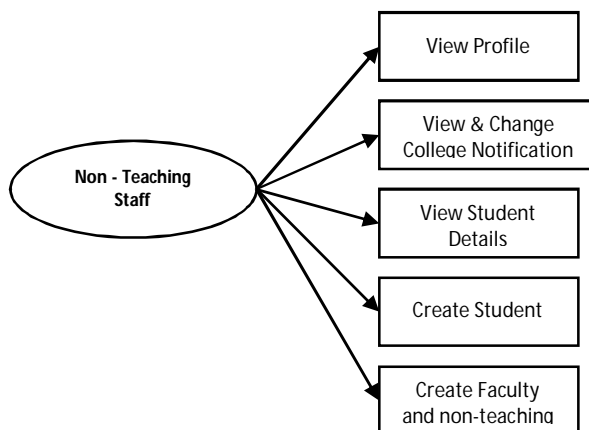 View Profile
View & Change
College Notification
Non - Teaching
Staff
View Student
Details
Create Student
Create Faculty
and non-teaching